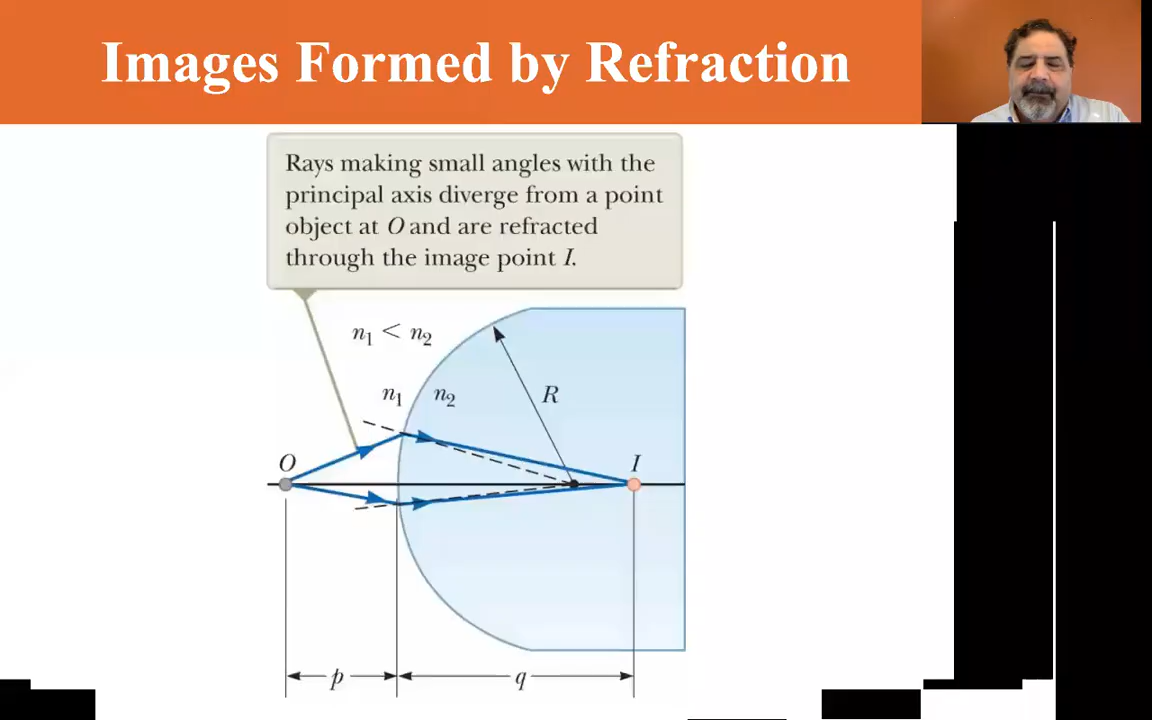 Images Formed by Refraction
Rays making small angles with the
principal axis diverge from a point
object at O and are refracted
through the image point I.
n₁ < n₂
n₁ n₂
R
O
I
p
q